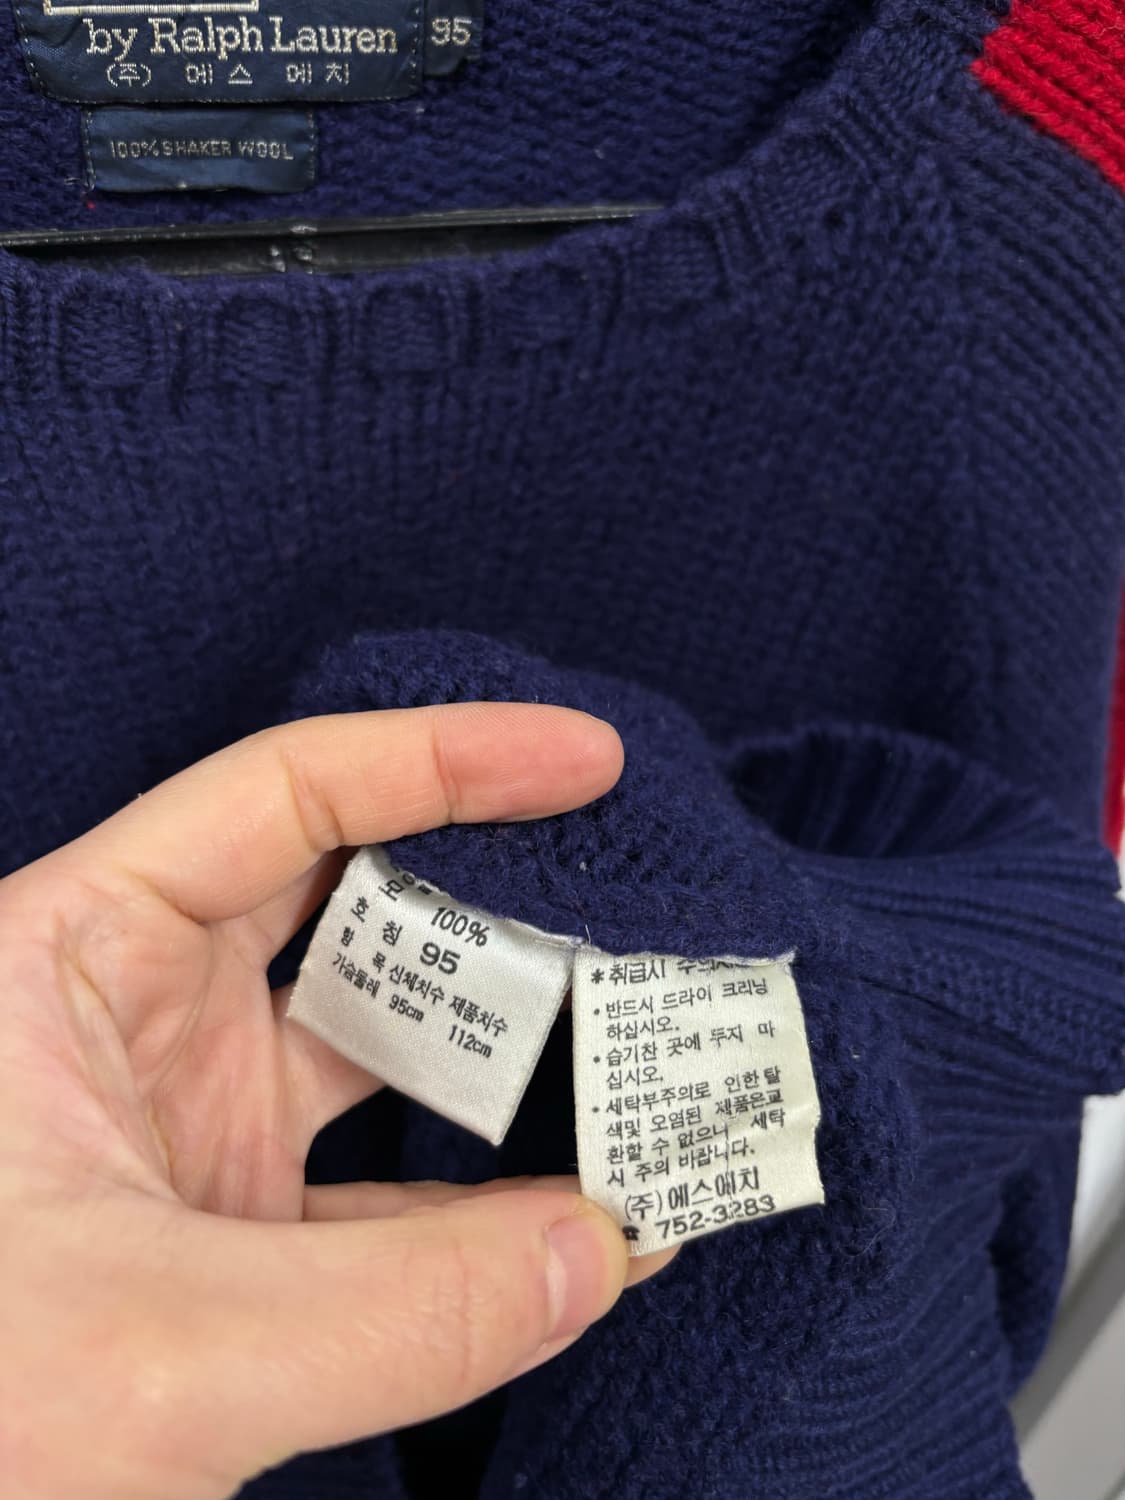 by Ralph Lauren
95
(주) 에스에치
100% SHAKER WOOL
모 100%
호 칭 95
항 목 신체치수 제품치수
가슴둘레 95cm 112cm
*취급시
•반드시 드라이 크리닝
하십시오.
•습기찬 곳에 두지 마
십시오.
•세탁부주의로 인한 탈
색및 오염된 제품은교
환할 수 없으니 세탁
시 주의 바랍니다.
(주)에스에치
☎ 752-3283